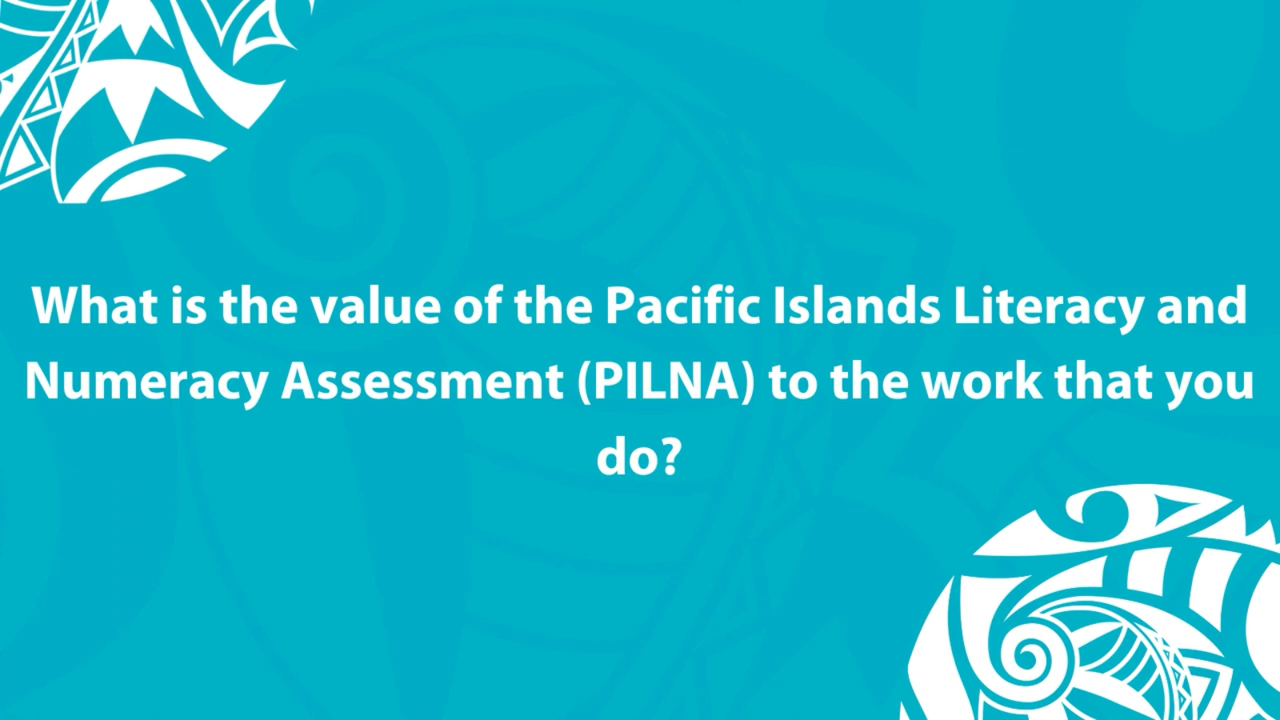 What is the value of the Pacific Islands Literacy and
Numeracy Assessment (PILNA) to the work that you
do?